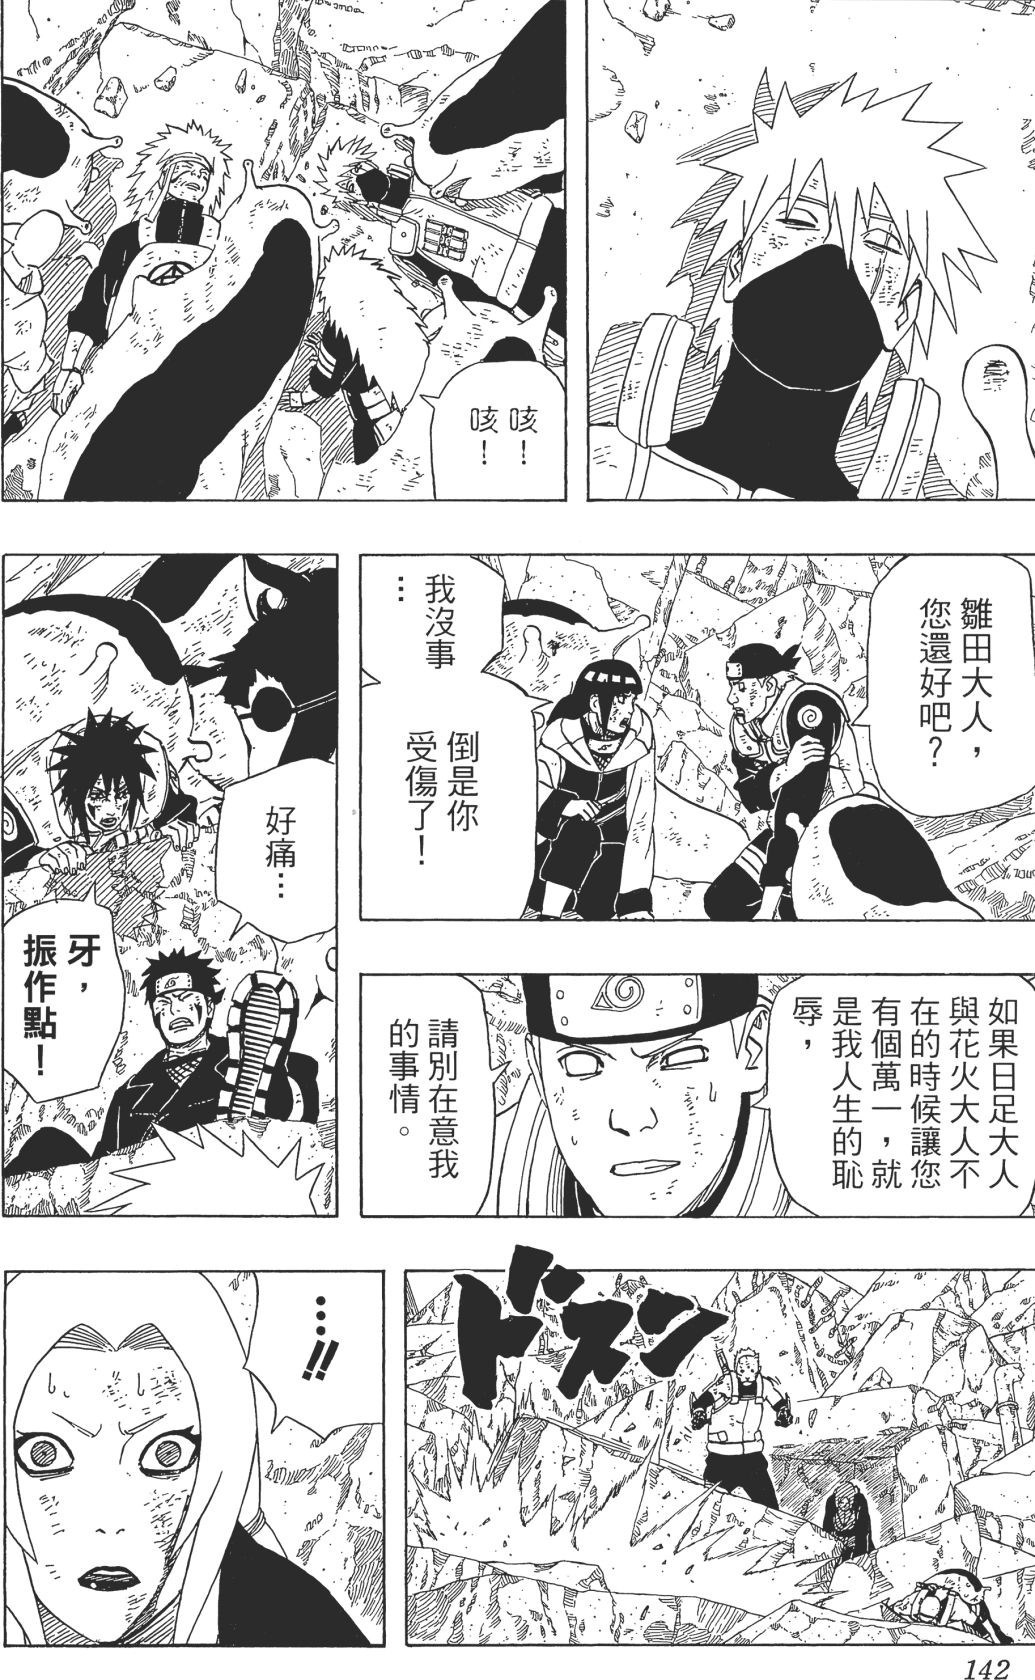 咳！
咳！
雛田大人，
您還好吧？
我沒事
…
倒是你
受傷了！
好痛…
牙，
振作點！
如果日足大人
與花火大人不
在的時候讓您
有個萬一，就
是我人生的恥
辱，
請別在意我
的事情。
ドスン
…!!
142